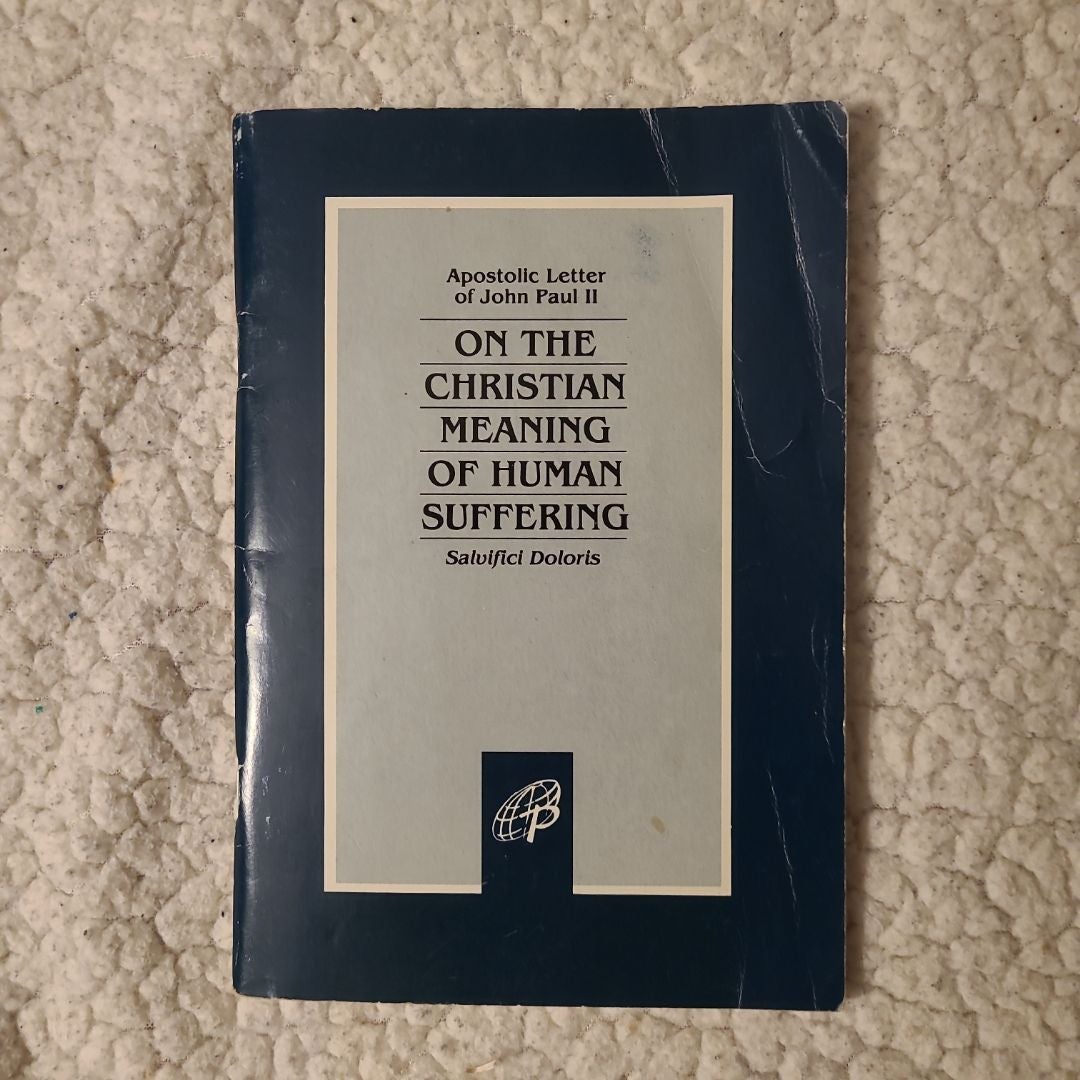 Apostolic Letter
of John Paul II
ON THE
CHRISTIAN
MEANING
OF HUMAN
SUFFERING
Salvifici Doloris